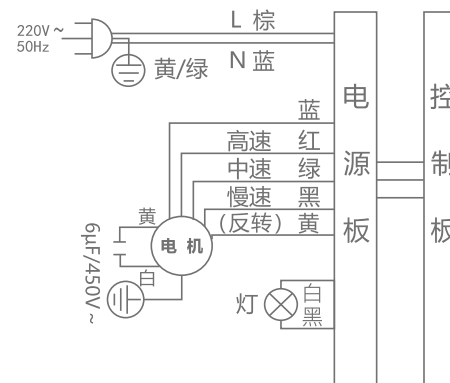 220V~
50Hz
L 棕
N 蓝
黄/绿
蓝
高速 红
中速 绿
慢速 黑
(反转) 黄
电源板
控制板
黄
电机
白
6μF/450V~
灯
白
黑